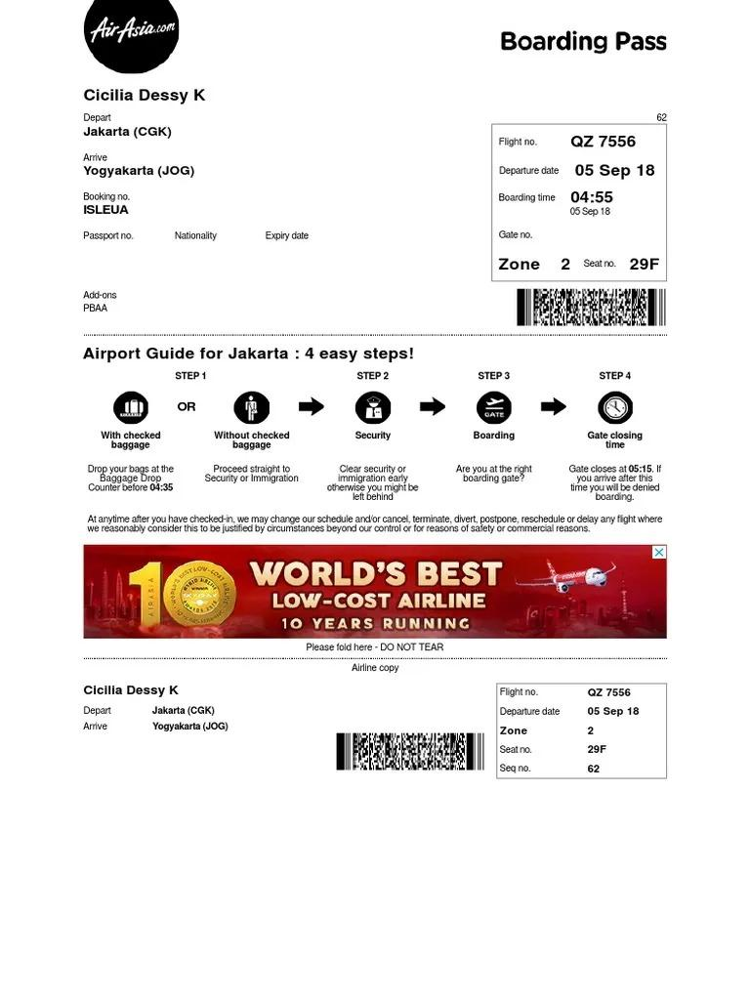 AirAsia.com
Boarding Pass
Cicilia Dessy K
Depart
Jakarta (CGK)
Arrive
Yogyakarta (JOG)
Booking no.
ISLEUA
Passport no. Nationality Expiry date
Add-ons
PBAA
62
Flight no. QZ 7556
Departure date 05 Sep 18
Boarding time 04:55
05 Sep 18
Gate no.
Zone 2 Seat no. 29F
Airport Guide for Jakarta : 4 easy steps!
STEP 1 STEP 2 STEP 3 STEP 4
OR
GATE
With checked
baggage
Drop your bags at the
Baggage Drop
Counter before 04:35
Without checked
baggage
Proceed straight to
Security or Immigration
Security
Clear security or
immigration early
otherwise you might be
left behind
Boarding
Are you at the right
boarding gate?
Gate closing
time
Gate closes at 05:15. If
you arrive after this
time you will be denied
boarding.
At anytime after you have checked-in, we may change our schedule and/or cancel, terminate, divert, postpone, reschedule or delay any flight where
we reasonably consider this to be justified by circumstances beyond our control or for reasons of safety or commercial reasons.
AIRASIA
10
WORLD'S BEST LOW-COST AIRLINE
WINNER
SKYTRAX
WORLD'S BEST
LOW-COST AIRLINE
10 YEARS RUNNING
Please fold here - DO NOT TEAR
Airline copy
Cicilia Dessy K
Depart Jakarta (CGK)
Arrive Yogyakarta (JOG)
Flight no. QZ 7556
Departure date 05 Sep 18
Zone 2
Seat no. 29F
Seq no. 62